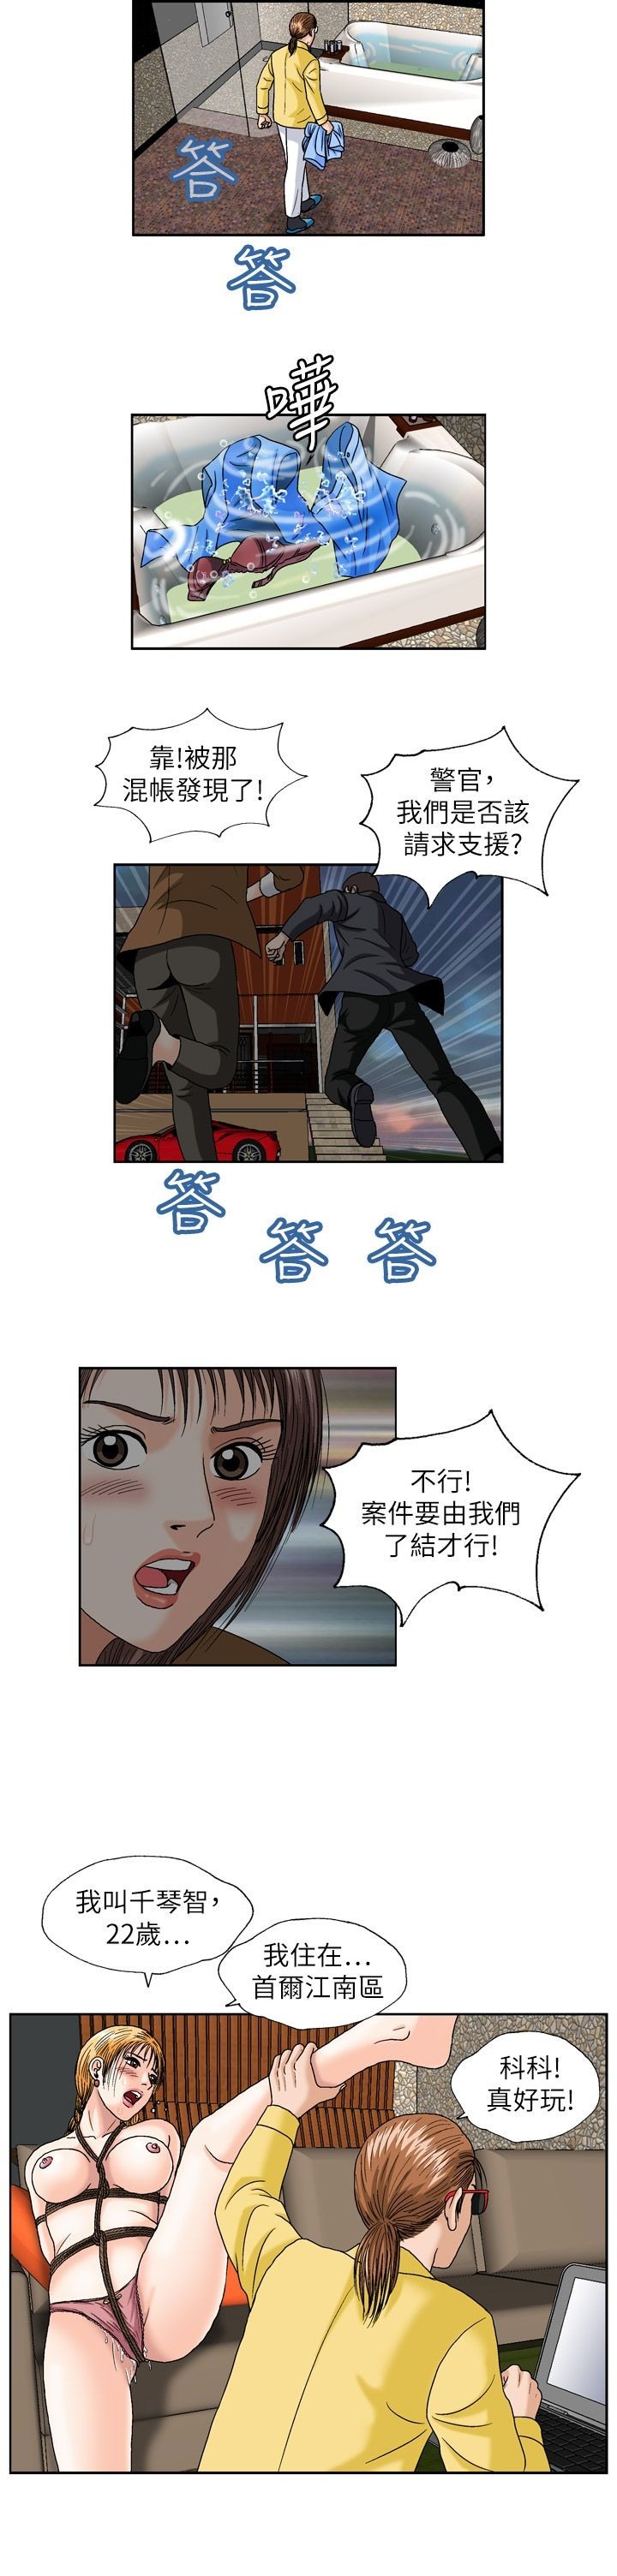 答
答
嘩
靠!被那
混帳發現了!
警官,
我們是否該
請求支援?
答
答
答
不行!
案件要由我們
了結才行!
我叫千琴智,
22歲...
我住在...
首爾江南區
科科!
真好玩!